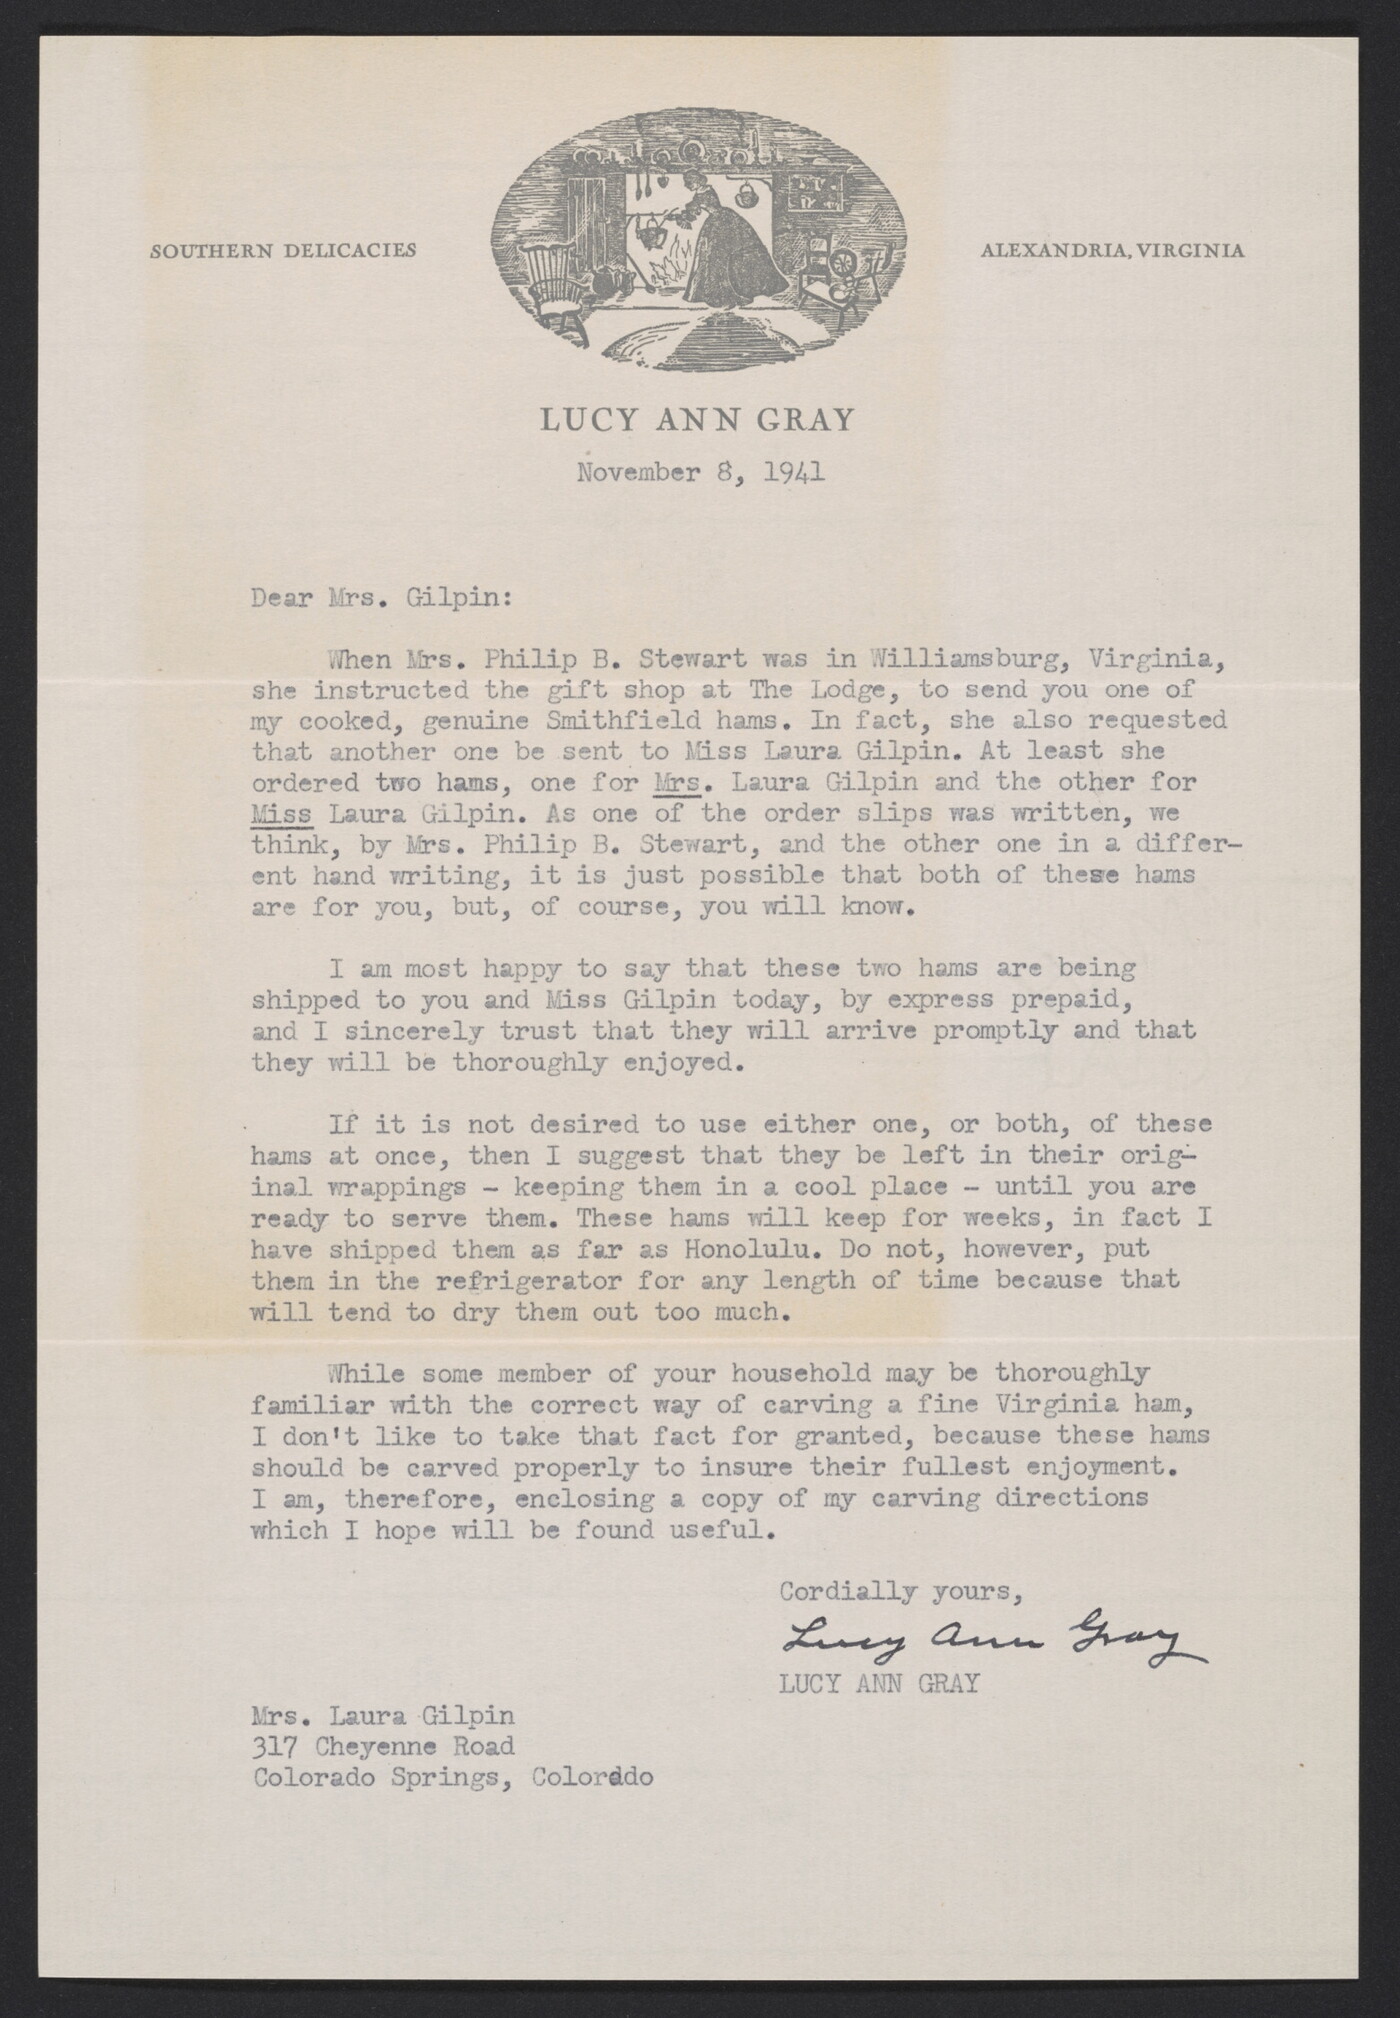 SOUTHERN DELICACIES
ALEXANDRIA, VIRGINIA
LUCY ANN GRAY
November 8, 1941
Dear Mrs. Gilpin:
When Mrs. Philip B. Stewart was in Williamsburg, Virginia,
she instructed the gift shop at The Lodge, to send you one of
my cooked, genuine Smithfield hams. In fact, she also requested
that another one be sent to Miss Laura Gilpin. At least she
ordered two hams, one for Mrs. Laura Gilpin and the other for
Miss Laura Gilpin. As one of the order slips was written, we
think, by Mrs. Philip B. Stewart, and the other one in a differ-
ent hand writing, it is just possible that both of these hams
are for you, but, of course, you will know.
I am most happy to say that these two hams are being
shipped to you and Miss Gilpin today, by express prepaid,
and I sincerely trust that they will arrive promptly and that
they will be thoroughly enjoyed.
If it is not desired to use either one, or both, of these
hams at once, then I suggest that they be left in their orig-
inal wrappings - keeping them in a cool place - until you are
ready to serve them. These hams will keep for weeks, in fact I
have shipped them as far as Honolulu. Do not, however, put
them in the refrigerator for any length of time because that
will tend to dry them out too much.
While some member of your household may be thoroughly
familiar with the correct way of carving a fine Virginia ham,
I don't like to take that fact for granted, because these hams
should be carved properly to insure their fullest enjoyment.
I am, therefore, enclosing a copy of my carving directions
which I hope will be found useful.
Cordially yours,
Lucy Ann Gray
LUCY ANN GRAY
Mrs. Laura Gilpin
317 Cheyenne Road
Colorado Springs, Colorado